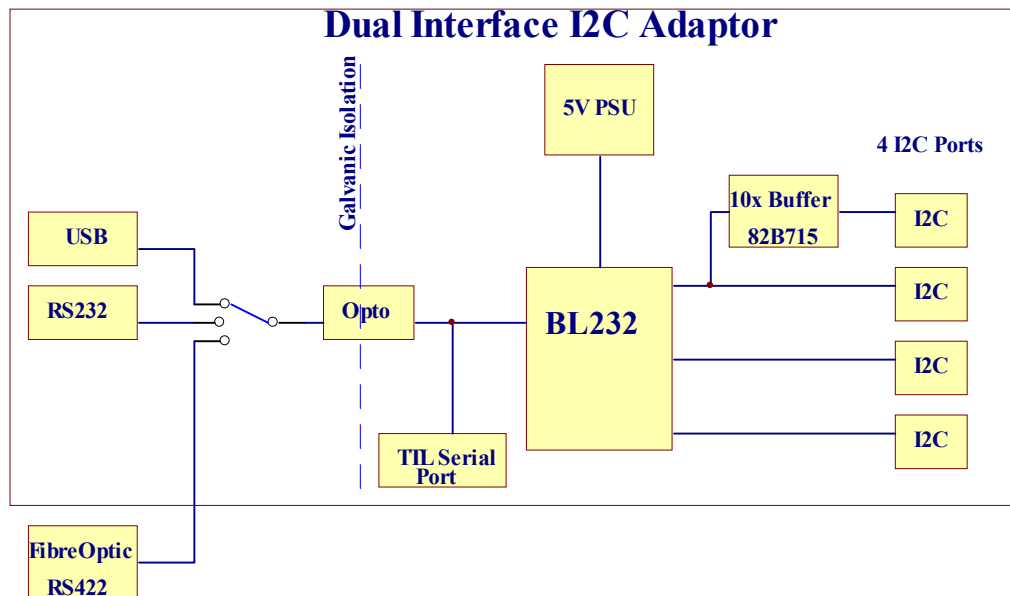 Dual Interface I2C Adaptor
Galvanic Isolation
5V PSU
4 I2C Ports
10x Buffer
82B715
I2C
USB
I2C
RS232
Opto
BL232
I2C
I2C
TIL Serial
Port
FibreOptic
RS422